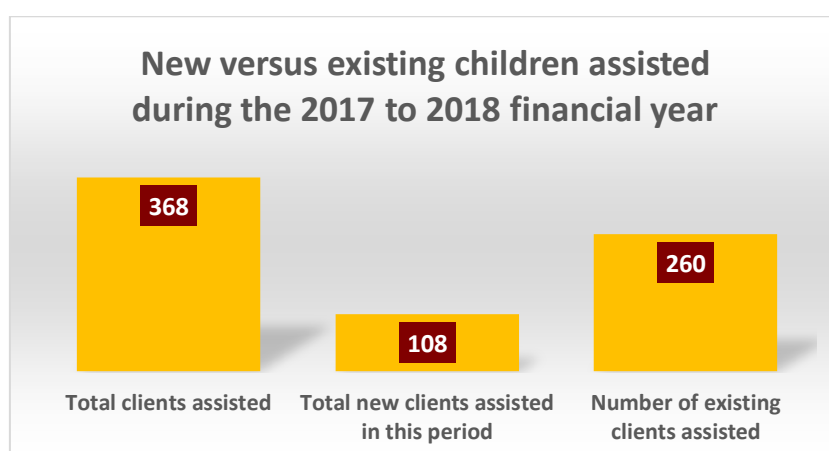 New versus existing children assisted
during the 2017 to 2018 financial year
368
108
260
Total clients assisted
Total new clients assisted
in this period
Number of existing
clients assisted